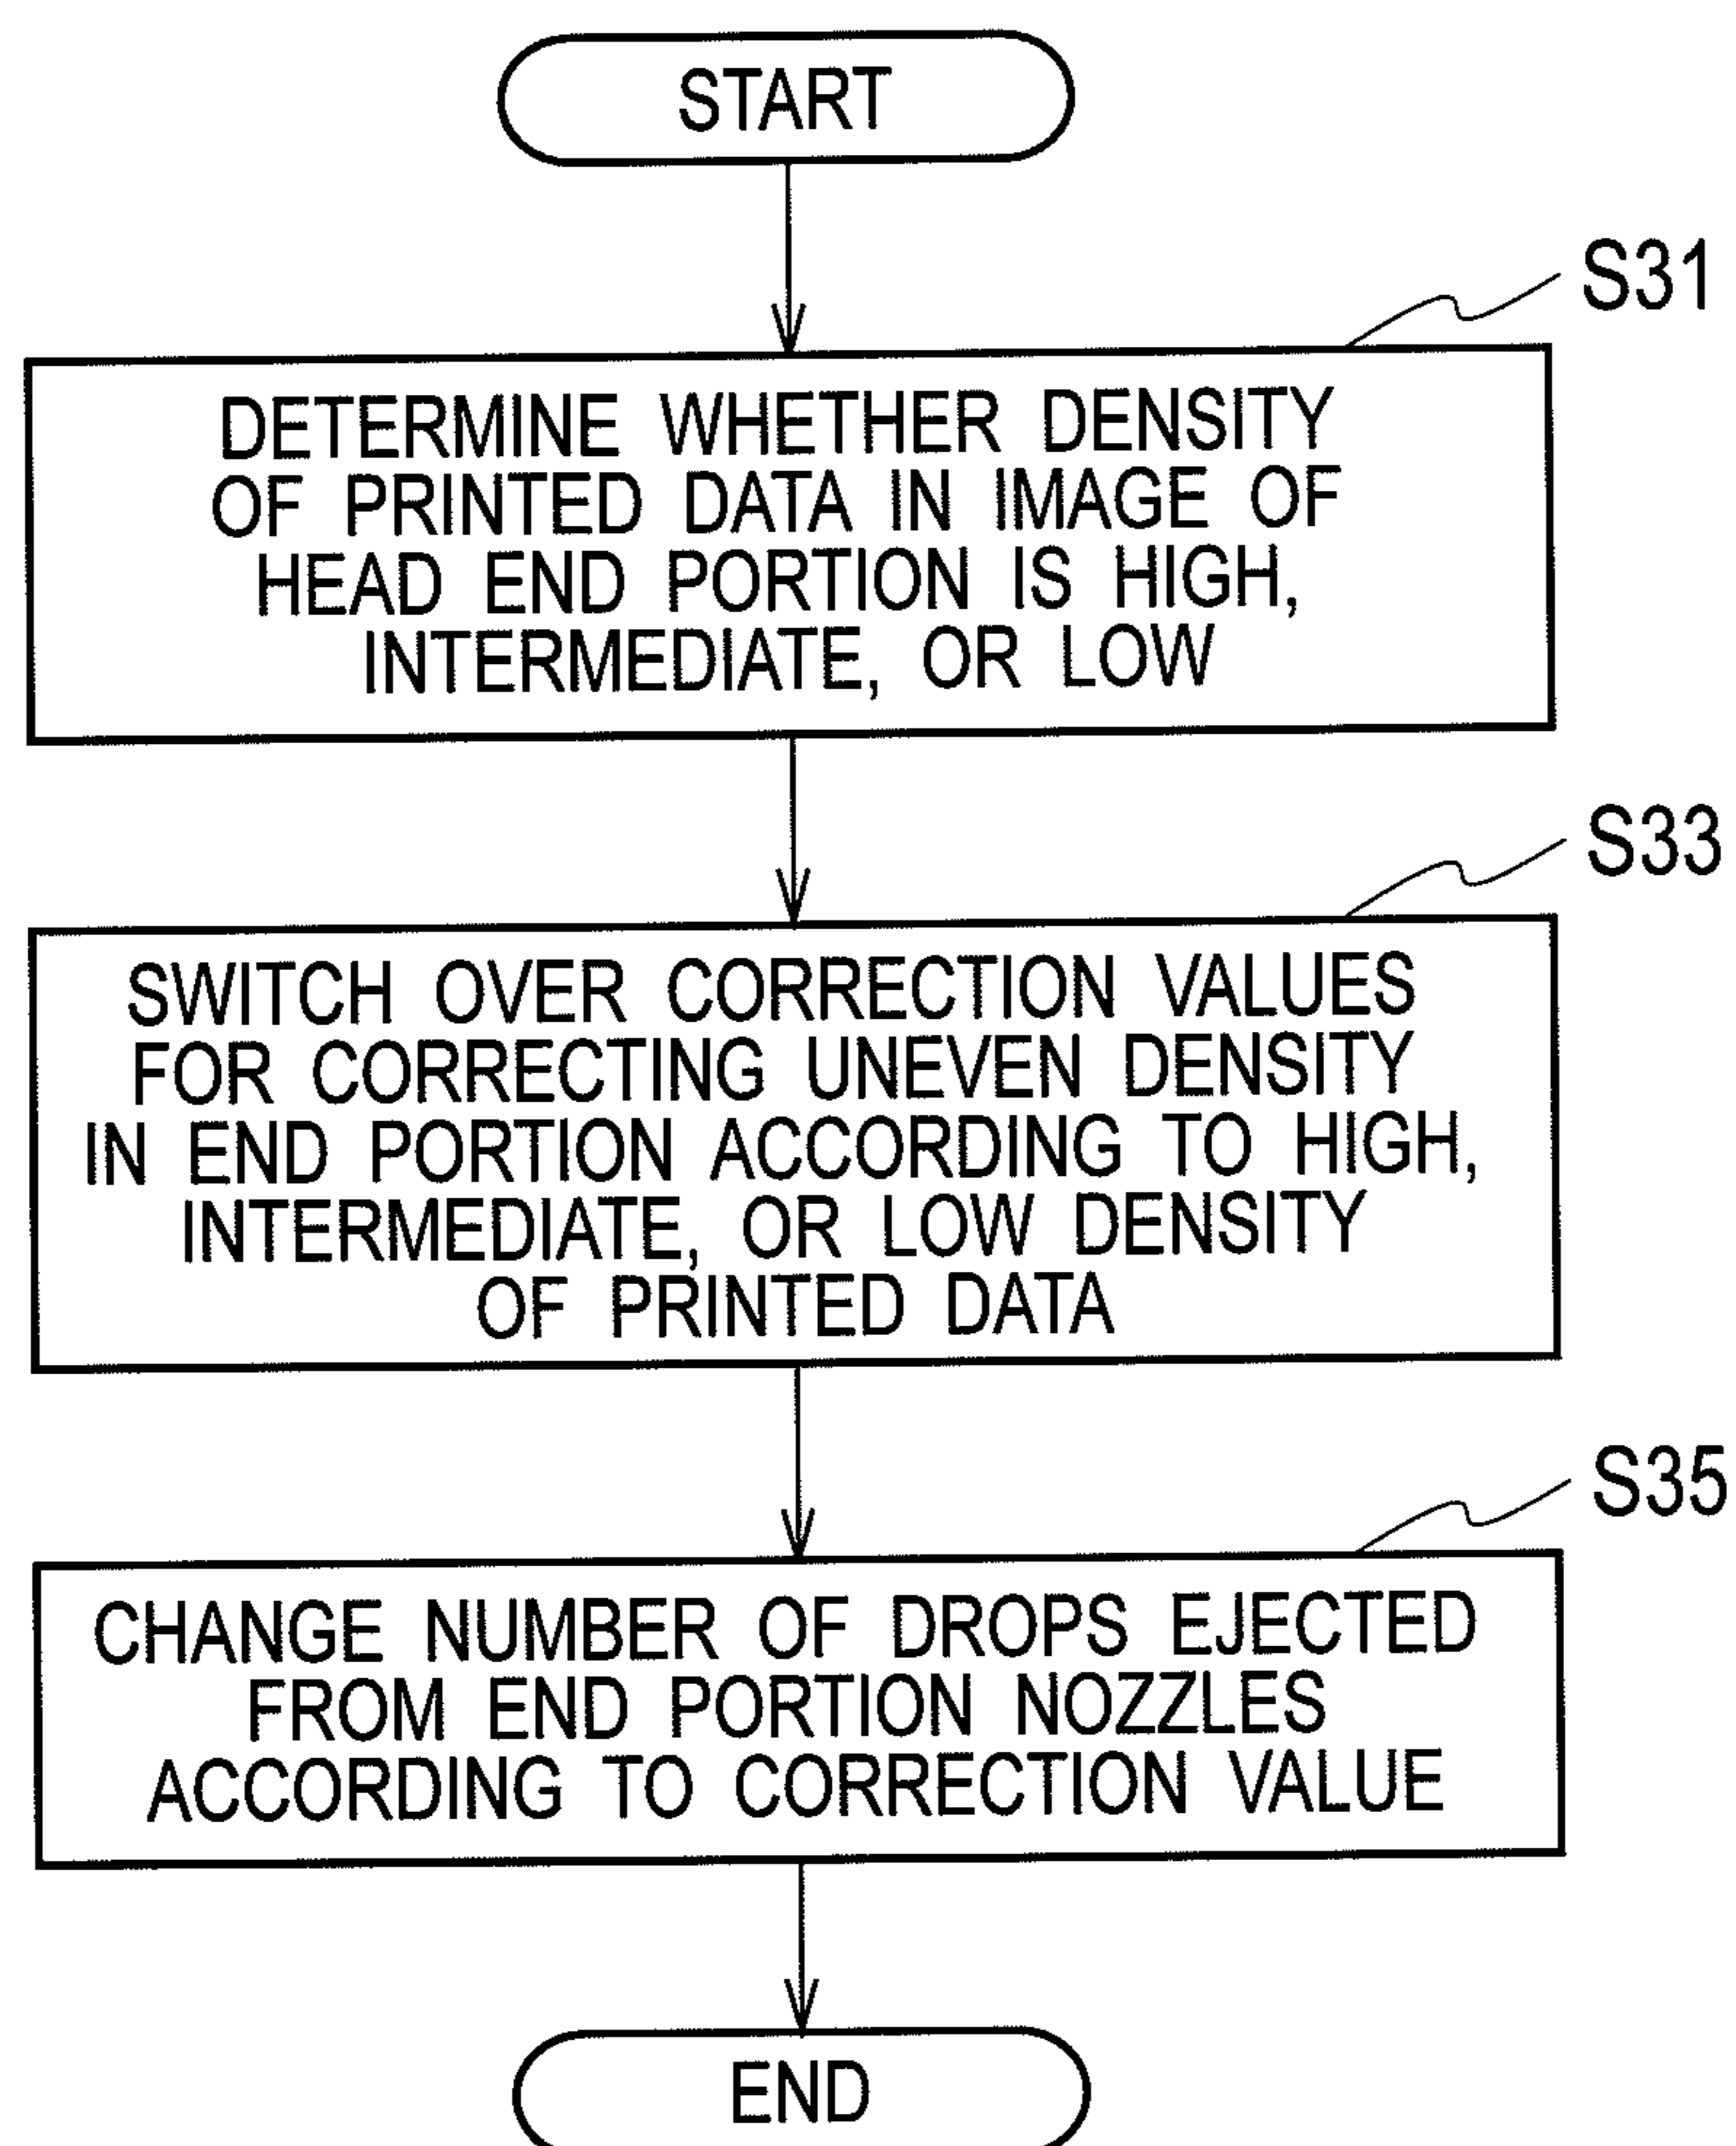 START
S31
DETERMINE WHETHER DENSITY
OF PRINTED DATA IN IMAGE OF
HEAD END PORTION IS HIGH,
INTERMEDIATE, OR LOW
S33
SWITCH OVER CORRECTION VALUES
FOR CORRECTING UNEVEN DENSITY
IN END PORTION ACCORDING TO HIGH,
INTERMEDIATE, OR LOW DENSITY
OF PRINTED DATA
S35
CHANGE NUMBER OF DROPS EJECTED
FROM END PORTION NOZZLES
ACCORDING TO CORRECTION VALUE
END